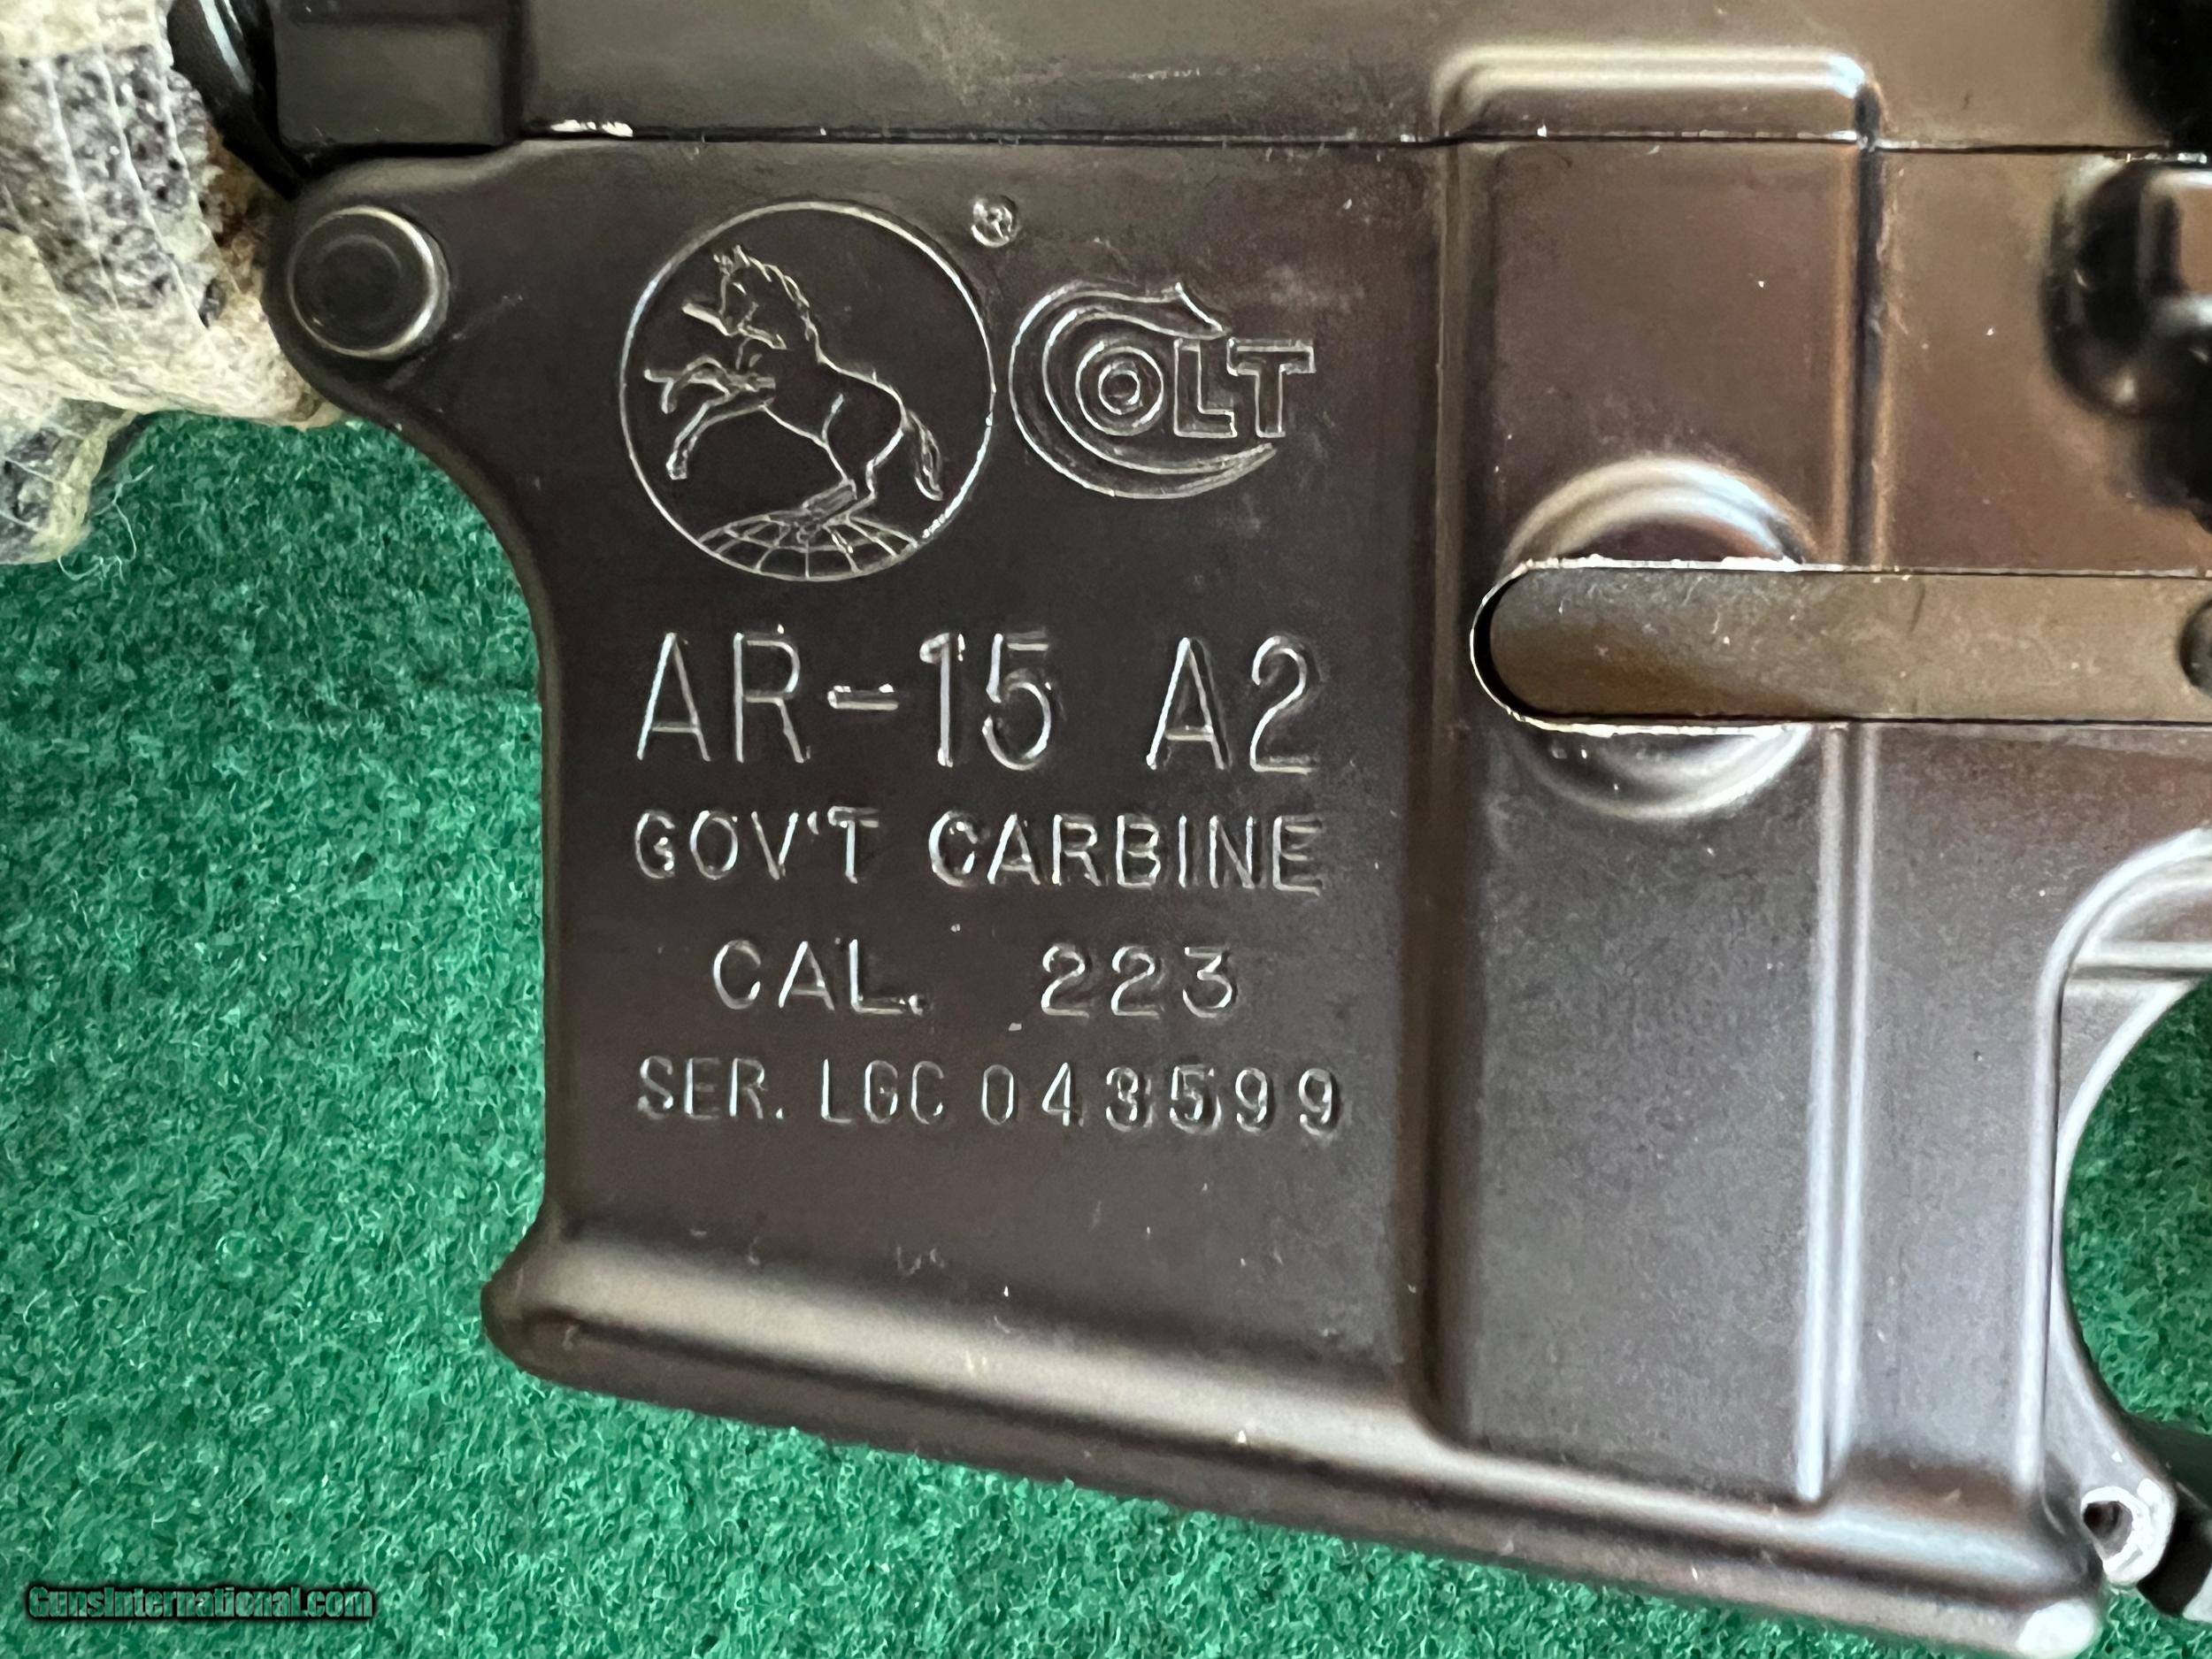 ®
COLT
AR-15 A2
GOV'T CARBINE
CAL. 223
SER. LGC 043599
GunsInternational.com